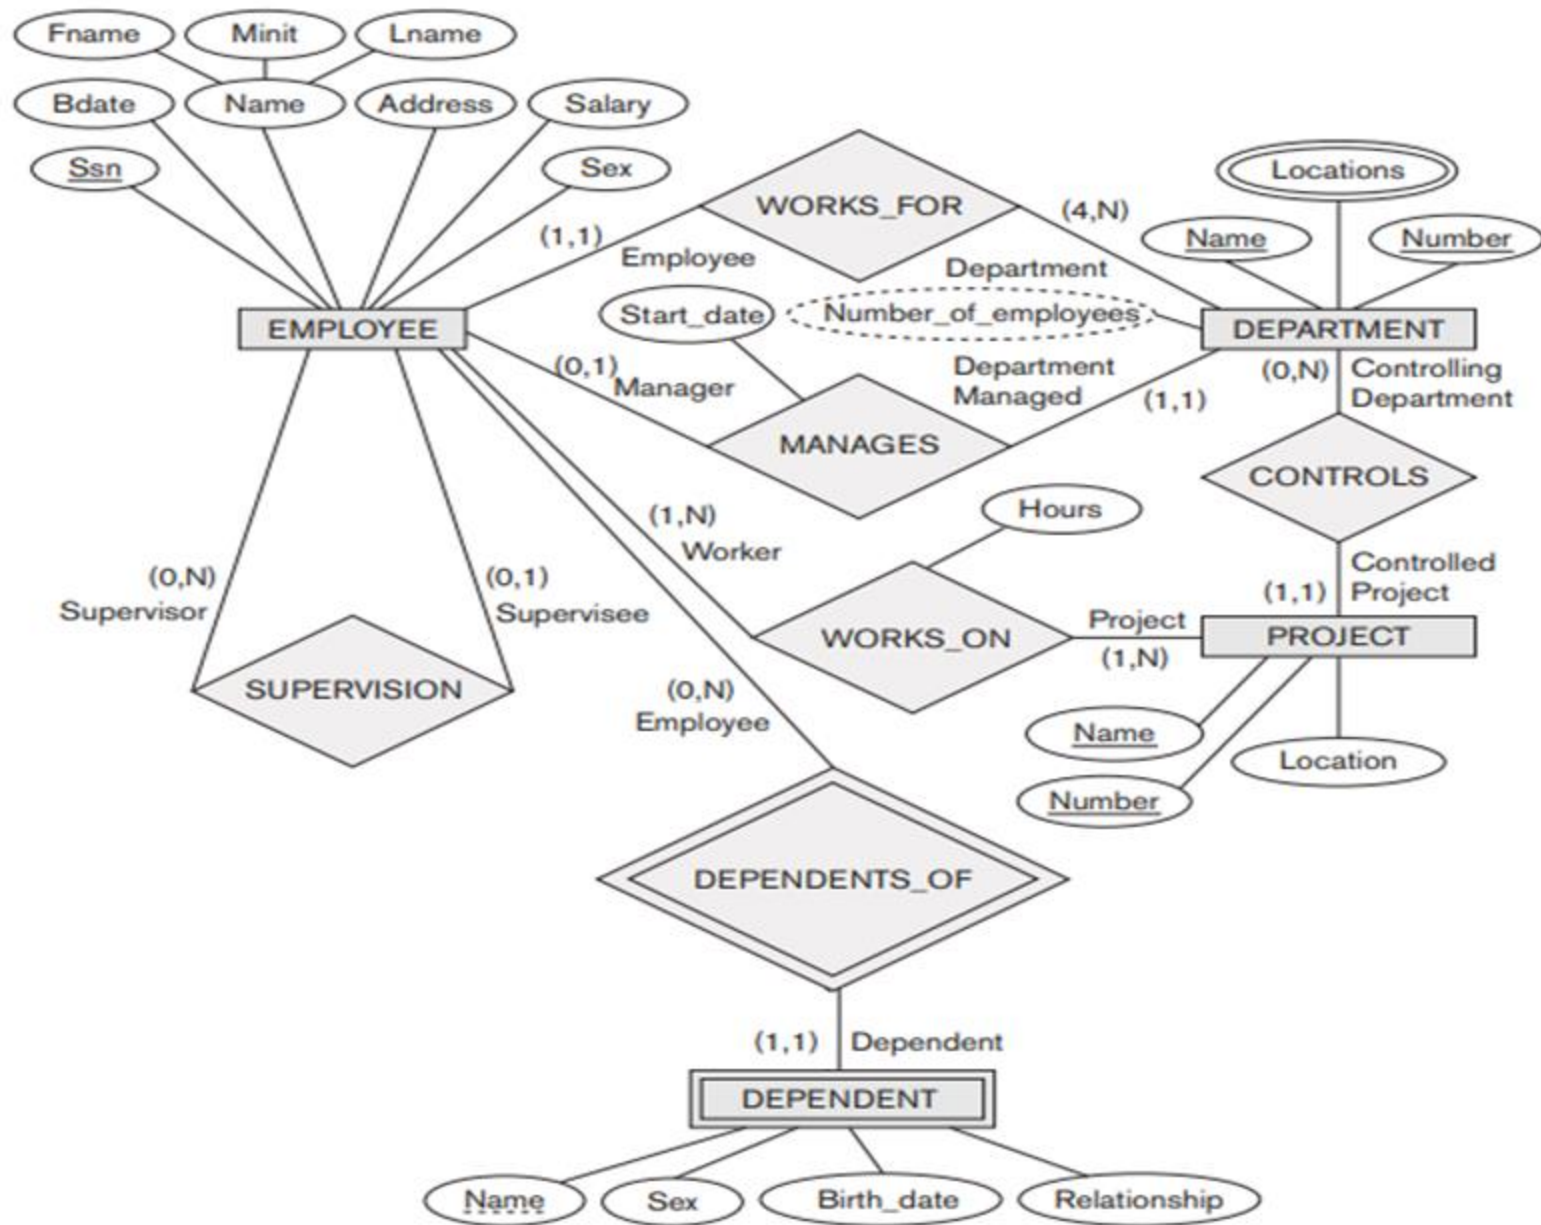 Fname Minit Lname
Bdate Name Address Salary
Ssn Sex
WORKS_FOR
Locations
(1,1)
Employee
(4,N)
Department
Name Number
Start_date Number_of_employees
EMPLOYEE
DEPARTMENT
(0,1)
Manager
Department
Managed
(1,1)
(0,N)
Controlling
Department
MANAGES
CONTROLS
(1,N)
Worker
Hours
(0,N)
Supervisor
(0,1)
Supervisee
Controlled
Project
(1,1)
WORKS_ON
Project
(1,N)
PROJECT
SUPERVISION
(0,N)
Employee
Name
Number
Location
DEPENDENTS_OF
(1,1) Dependent
DEPENDENT
Name Sex Birth_date Relationship